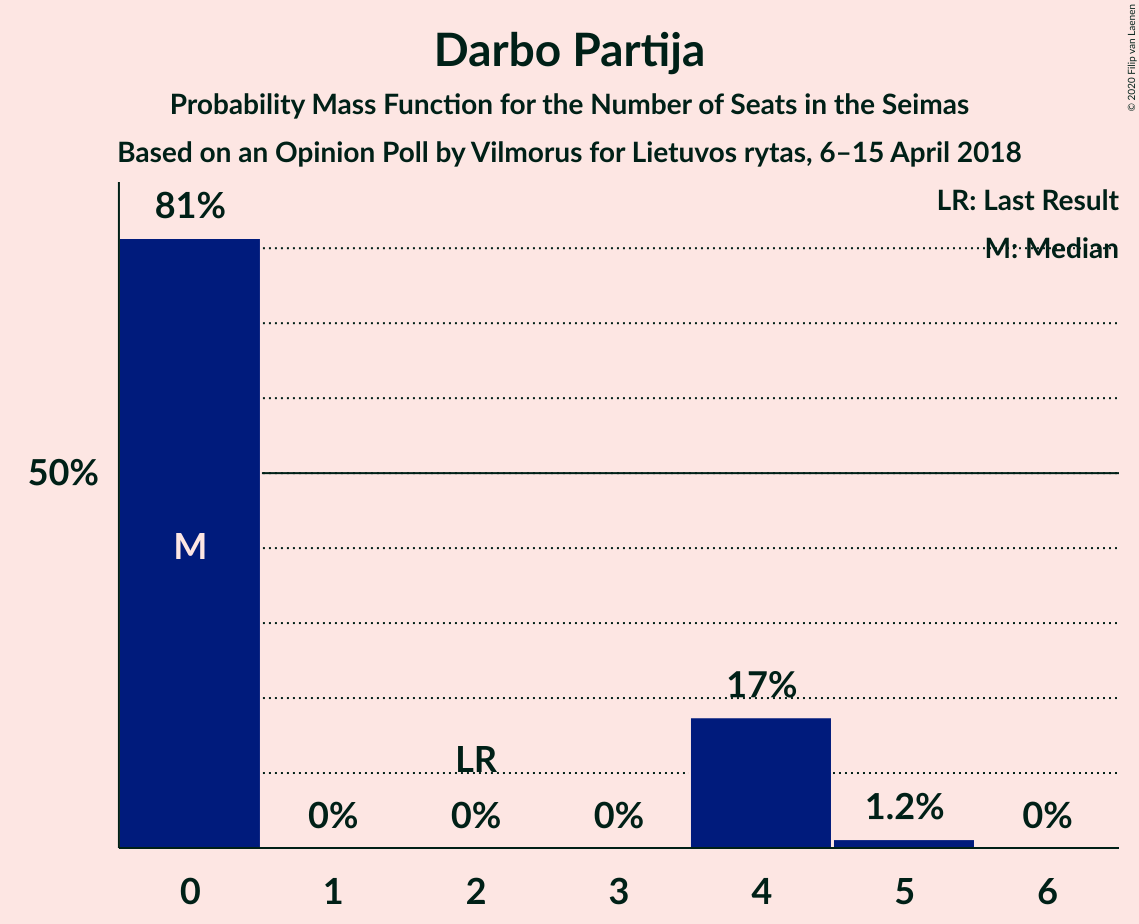 Darbo Partija
Probability Mass Function for the Number of Seats in the Seimas
Based on an Opinion Poll by Vilmorus for Lietuvos rytas, 6–15 April 2018
© 2020 Filip van Laenen
LR: Last Result
M: Median
81%
50%
M
17%
LR
0%
0%
0%
1.2%
0%
0 1 2 3 4 5 6